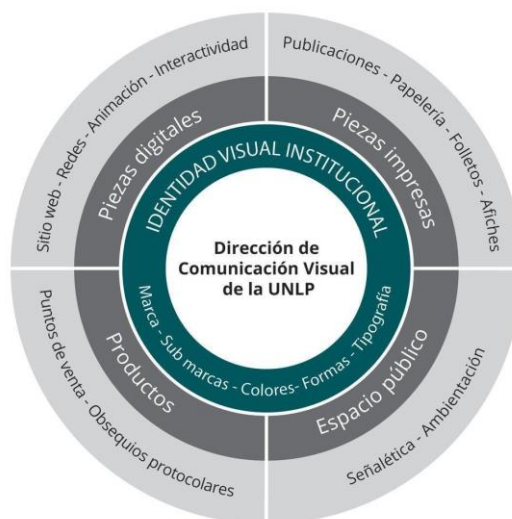 Sitio web - Redes - Animación - Interactividad
Publicaciones - Papelería - Folletos - Afiches
Piezas digitales
Piezas impresas
IDENTIDAD VISUAL INSTITUCIONAL
Dirección de
Comunicación Visual
de la UNLP
Marca - Sub marcas - Colores- Formas - Tipografía
Productos
Espacio público
Puntos de venta - Obsequios protocolares
Señalética - Ambientación